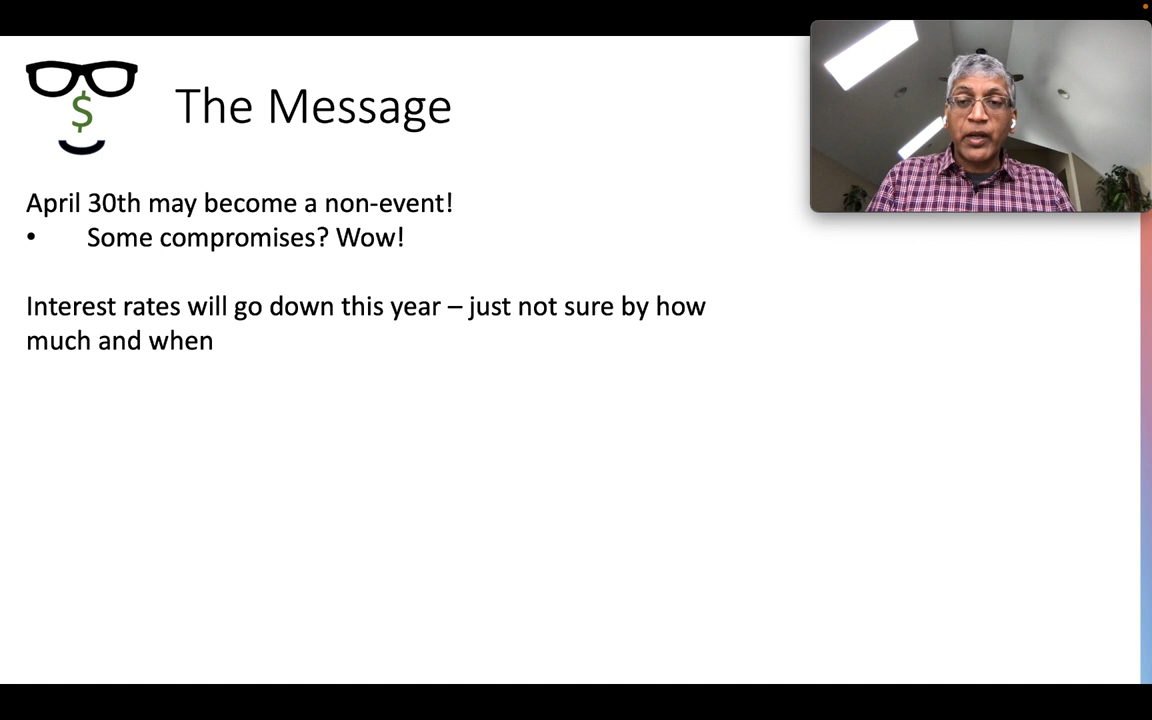 $
The Message
April 30th may become a non-event!
• Some compromises? Wow!
Interest rates will go down this year – just not sure by how
much and when